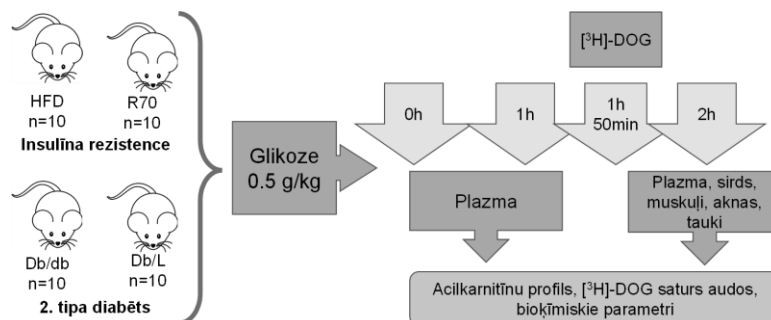 HFD
n=10
R70
n=10
Insulīna rezistence
Db/db
n=10
Db/L
n=10
2. tipa diabēts
Glikoze
0.5 g/kg
[³H]-DOG
0h
1h
1h
50min
2h
Plazma
Plazma, sirds,
muskuļi, aknas,
tauki
Acilkarnitīnu profils, [³H]-DOG saturs audos,
bioķīmiskie parametri